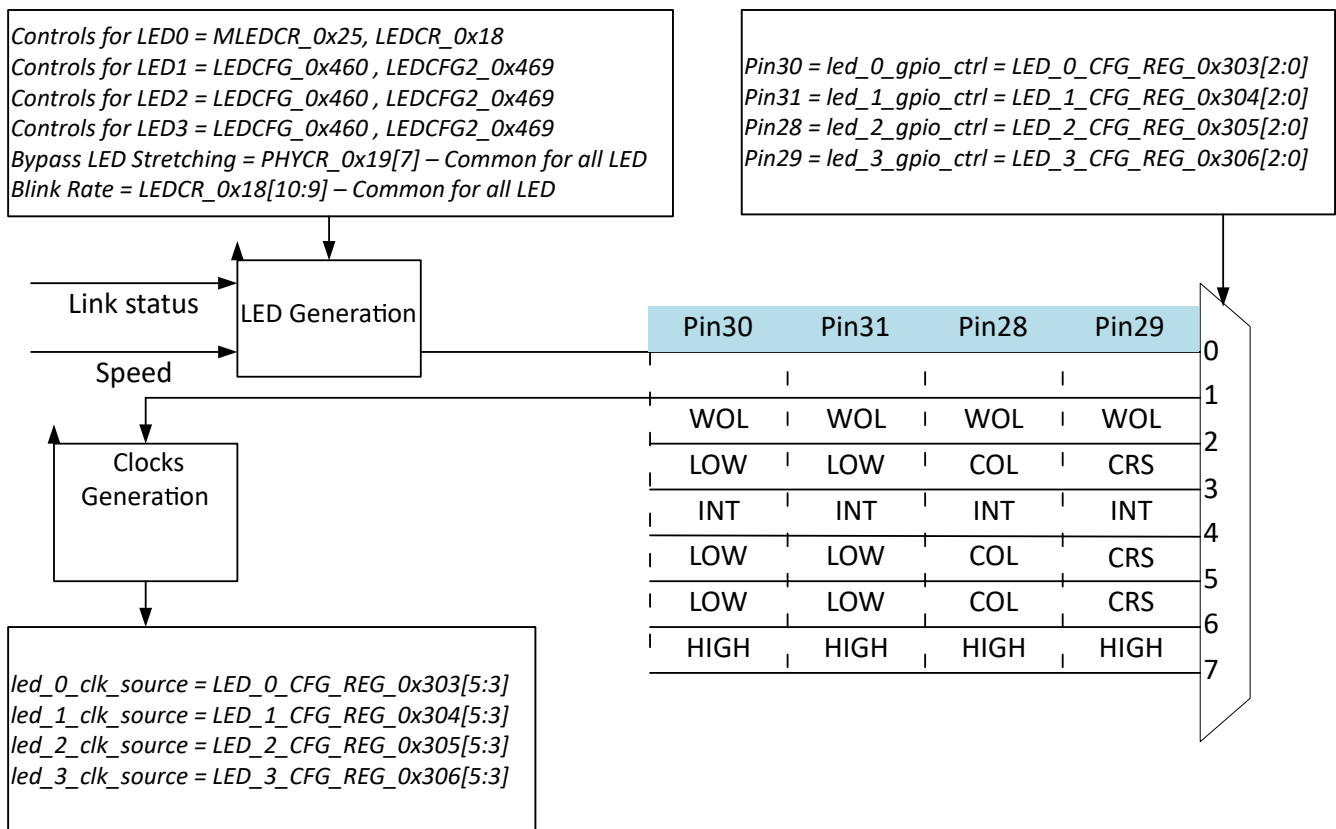 Controls for LED0 = MLEDCR_0x25, LEDCR_0x18
Controls for LED1 = LEDCFG_0x460 , LEDCFG2_0x469
Controls for LED2 = LEDCFG_0x460 , LEDCFG2_0x469
Controls for LED3 = LEDCFG_0x460 , LEDCFG2_0x469
Bypass LED Stretching = PHYCR_0x19[7] – Common for all LED
Blink Rate = LEDCR_0x18[10:9] – Common for all LED
Pin30 = led_0_gpio_ctrl = LED_0_CFG_REG_0x303[2:0]
Pin31 = led_1_gpio_ctrl = LED_1_CFG_REG_0x304[2:0]
Pin28 = led_2_gpio_ctrl = LED_2_CFG_REG_0x305[2:0]
Pin29 = led_3_gpio_ctrl = LED_3_CFG_REG_0x306[2:0]
Link status
Speed
LED Generation
Pin30 Pin31 Pin28 Pin29
0
1
WOL WOL WOL WOL
2
LOW LOW COL CRS
3
INT INT INT INT
4
LOW LOW COL CRS
5
LOW LOW COL CRS
6
HIGH HIGH HIGH HIGH
7
Clocks
Generation
led_0_clk_source = LED_0_CFG_REG_0x303[5:3]
led_1_clk_source = LED_1_CFG_REG_0x304[5:3]
led_2_clk_source = LED_2_CFG_REG_0x305[5:3]
led_3_clk_source = LED_3_CFG_REG_0x306[5:3]